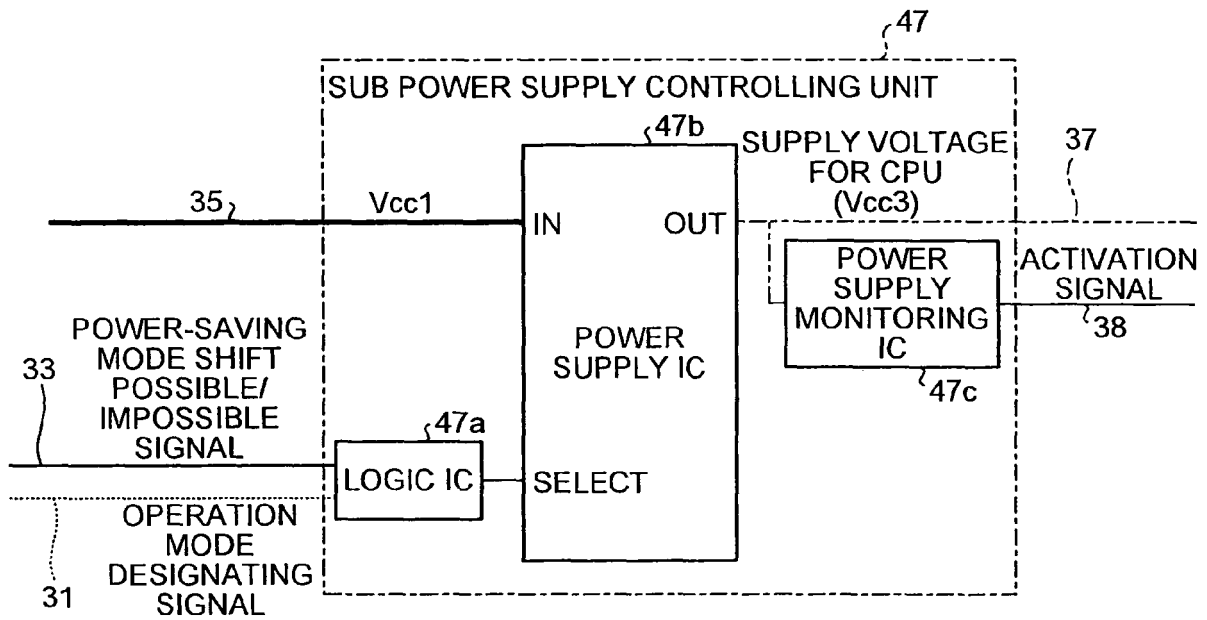 47
SUB POWER SUPPLY CONTROLLING UNIT
47b
SUPPLY VOLTAGE
FOR CPU
(Vcc3)
37
35
Vcc1
IN
OUT
POWER
SUPPLY
MONITORING
IC
47c
ACTIVATION
SIGNAL
38
POWER
SUPPLY IC
POWER-SAVING
MODE SHIFT
POSSIBLE/
IMPOSSIBLE
SIGNAL
33
47a
LOGIC IC
SELECT
OPERATION
MODE
DESIGNATING
SIGNAL
31